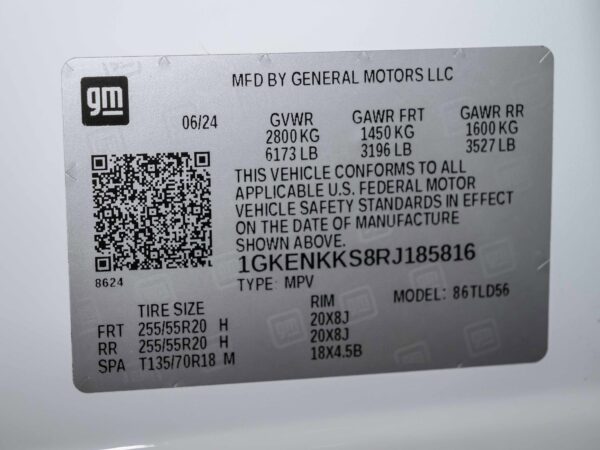 gm
MFD BY GENERAL MOTORS LLC
06/24 GVWR GAWR FRT GAWR RR
2800 KG 1450 KG 1600 KG
6173 LB 3196 LB 3527 LB
THIS VEHICLE CONFORMS TO ALL
APPLICABLE U.S. FEDERAL MOTOR
VEHICLE SAFETY STANDARDS IN EFFECT
ON THE DATE OF MANUFACTURE
SHOWN ABOVE.
1GKENKKS8RJ185816
8624
TYPE: MPV MODEL: 86TLD56
TIRE SIZE RIM
FRT 255/55R20 H 20X8J
RR 255/55R20 H 20X8J
SPA T135/70R18 M 18X4.5B